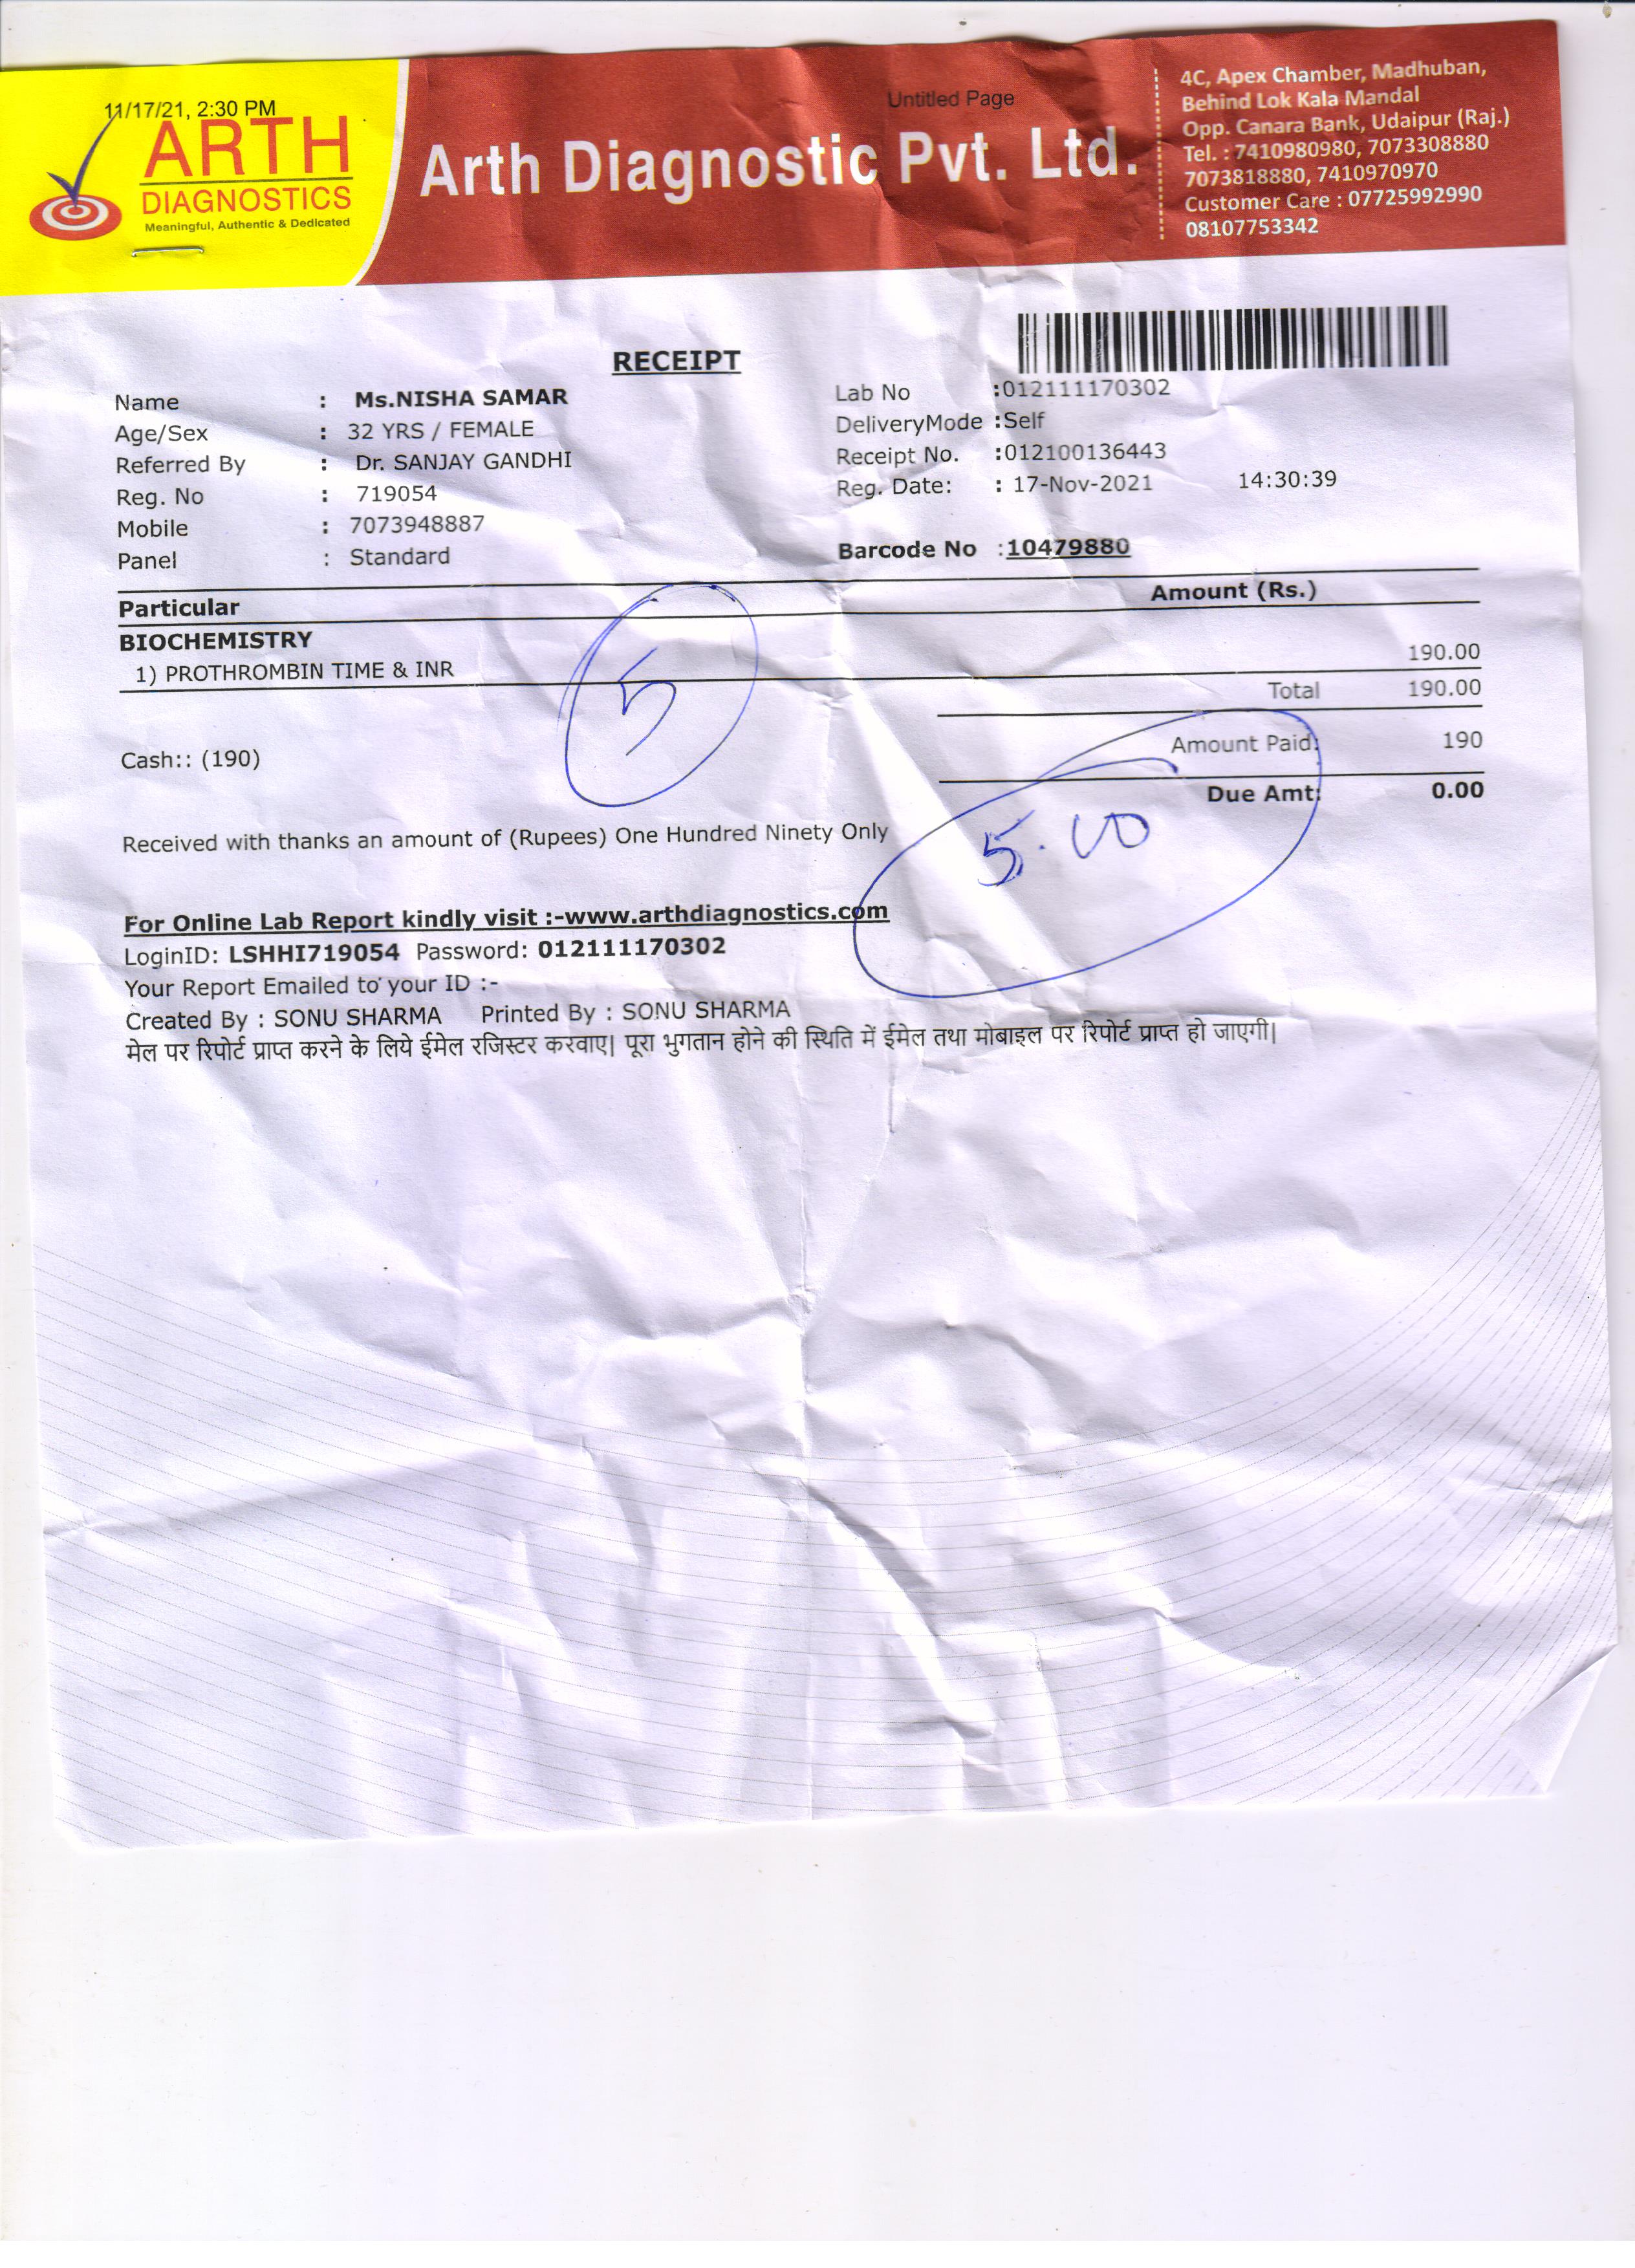 11/17/21, 2:30 PM
Untitled Page
ARTH
DIAGNOSTICS
Meaningful, Authentic & Dedicated
Arth Diagnostic Pvt. Ltd.
4C, Apex Chamber, Madhuban,
Behind Lok Kala Mandal
Opp. Canara Bank, Udaipur (Raj.)
Tel. : 7410980980, 7073308880
7073818880, 7410970970
Customer Care : 07725992990
08107753342
RECEIPT
Name : Ms.NISHA SAMAR
Age/Sex : 32 YRS / FEMALE
Referred By : Dr. SANJAY GANDHI
Reg. No : 719054
Mobile : 7073948887
Panel : Standard
Lab No :012111170302
DeliveryMode :Self
Receipt No. :012100136443
Reg. Date: : 17-Nov-2021 14:30:39
Barcode No :10479880
Particular Amount (Rs.)
BIOCHEMISTRY
1) PROTHROMBIN TIME & INR 190.00
5
Total 190.00
Cash:: (190)
Amount Paid: 190
Due Amt: 0.00
5.00
Received with thanks an amount of (Rupees) One Hundred Ninety Only
For Online Lab Report kindly visit :-www.arthdiagnostics.com
LoginID: LSHHI719054 Password: 012111170302
Your Report Emailed to your ID :-
Created By : SONU SHARMA Printed By : SONU SHARMA
मेल पर रिपोर्ट प्राप्त करने के लिये ईमेल रजिस्टर करवाए| पूरा भुगतान होने की स्थिति में ईमेल तथा मोबाइल पर रिपोर्ट प्राप्त हो जाएगी|